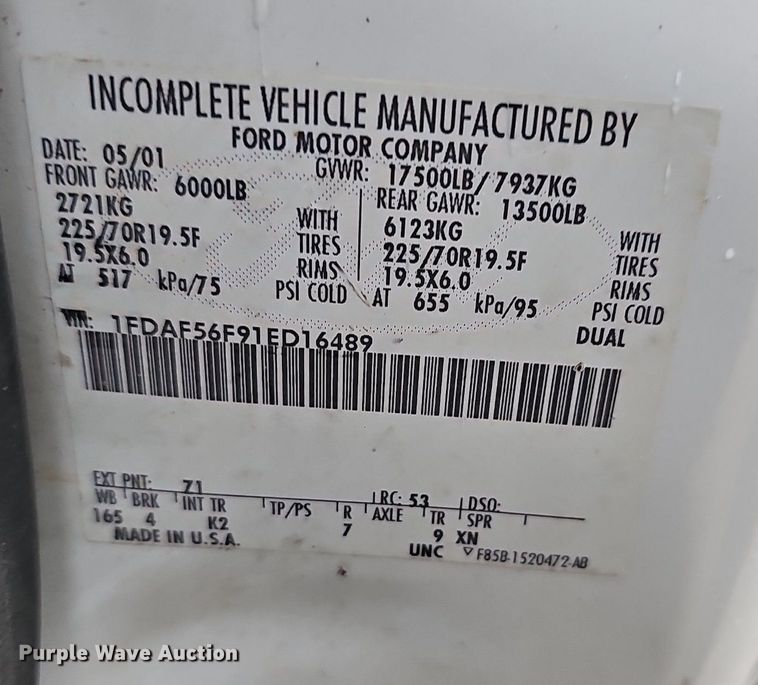 INCOMPLETE VEHICLE MANUFACTURED BY
FORD MOTOR COMPANY
DATE: 05/01 GVWR: 17500LB/ 7937KG
FRONT GAWR: 6000LB REAR GAWR: 13500LB
2721KG WITH 6123KG WITH
225/70R19.5F TIRES 225/70R19.5F TIRES
19.5X6.0 RIMS 19.5X6.0 RIMS
AT 517 kPa/75 PSI COLD AT 655 kPa/95 PSI COLD
DUAL
VIN: 1FDAF56F91ED16489
EXT PNT: 71 RC: 53 DSO:
WB BRK INT TR TP/PS R AXLE TR SPR
165 4 K2 7 9 XN
MADE IN U.S.A. UNC F85B-1520472-AB
Purple Wave Auction